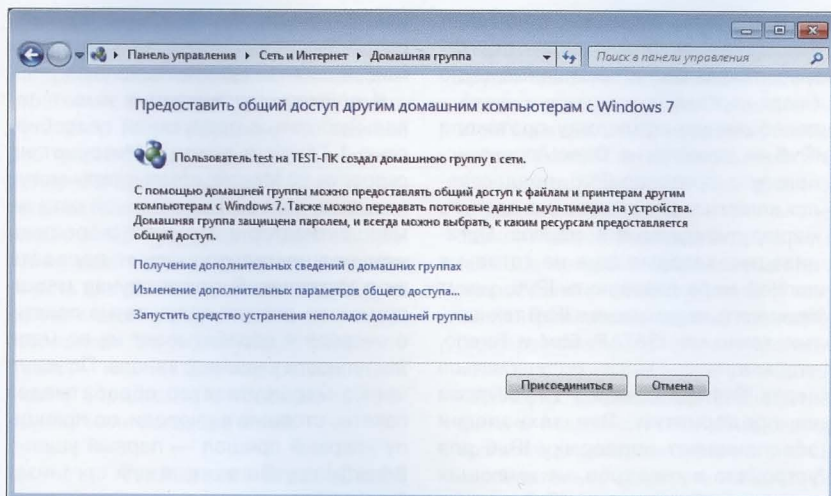 Панель управления ▸ Сеть и Интернет ▸ Домашняя группа
Поиск в панели управления
Предоставить общий доступ другим домашним компьютерам с Windows 7
Пользователь test на TEST-ПК создал домашнюю группу в сети.
С помощью домашней группы можно предоставлять общий доступ к файлам и принтерам другим
компьютерам с Windows 7. Также можно передавать потоковые данные мультимедиа на устройства.
Домашняя группа защищена паролем, и всегда можно выбрать, к каким ресурсам предоставляется
общий доступ.
Получение дополнительных сведений о домашних группах
Изменение дополнительных параметров общего доступа...
Запустить средство устранения неполадок домашней группы
Присоединиться
Отмена